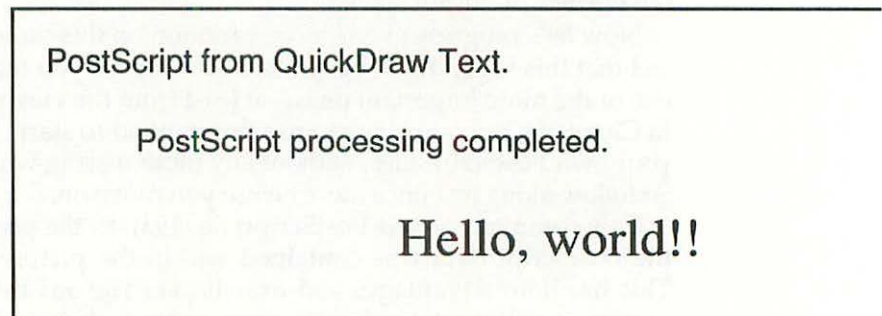 PostScript from QuickDraw Text.
PostScript processing completed.
Hello, world!!